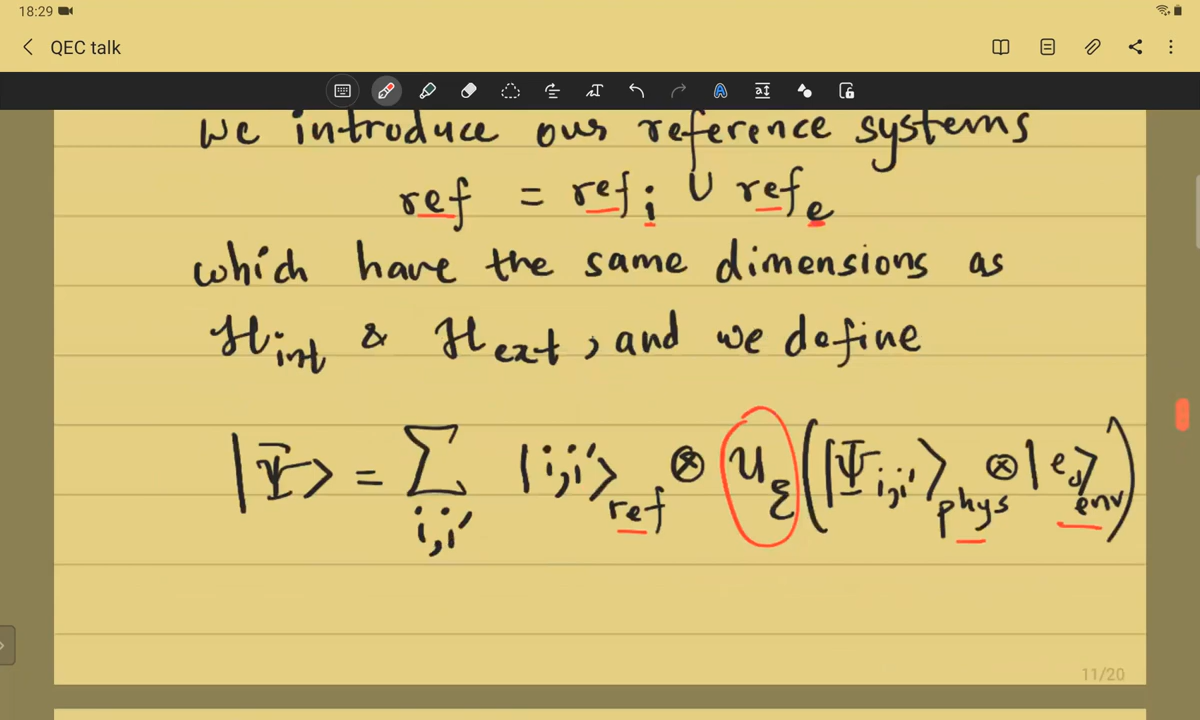 18:29
QEC talk
we introduce our reference systems
ref = ref_i ∪ ref_e
which have the same dimensions as
ℋ_int & ℋ_ext, and we define
|Ψ⟩ = Σ_{i,i′} |i,i′⟩_ref ⊗ U_ξ (|Ψ_{i,i′}⟩_phys ⊗ |e_0⟩_env)
11/20